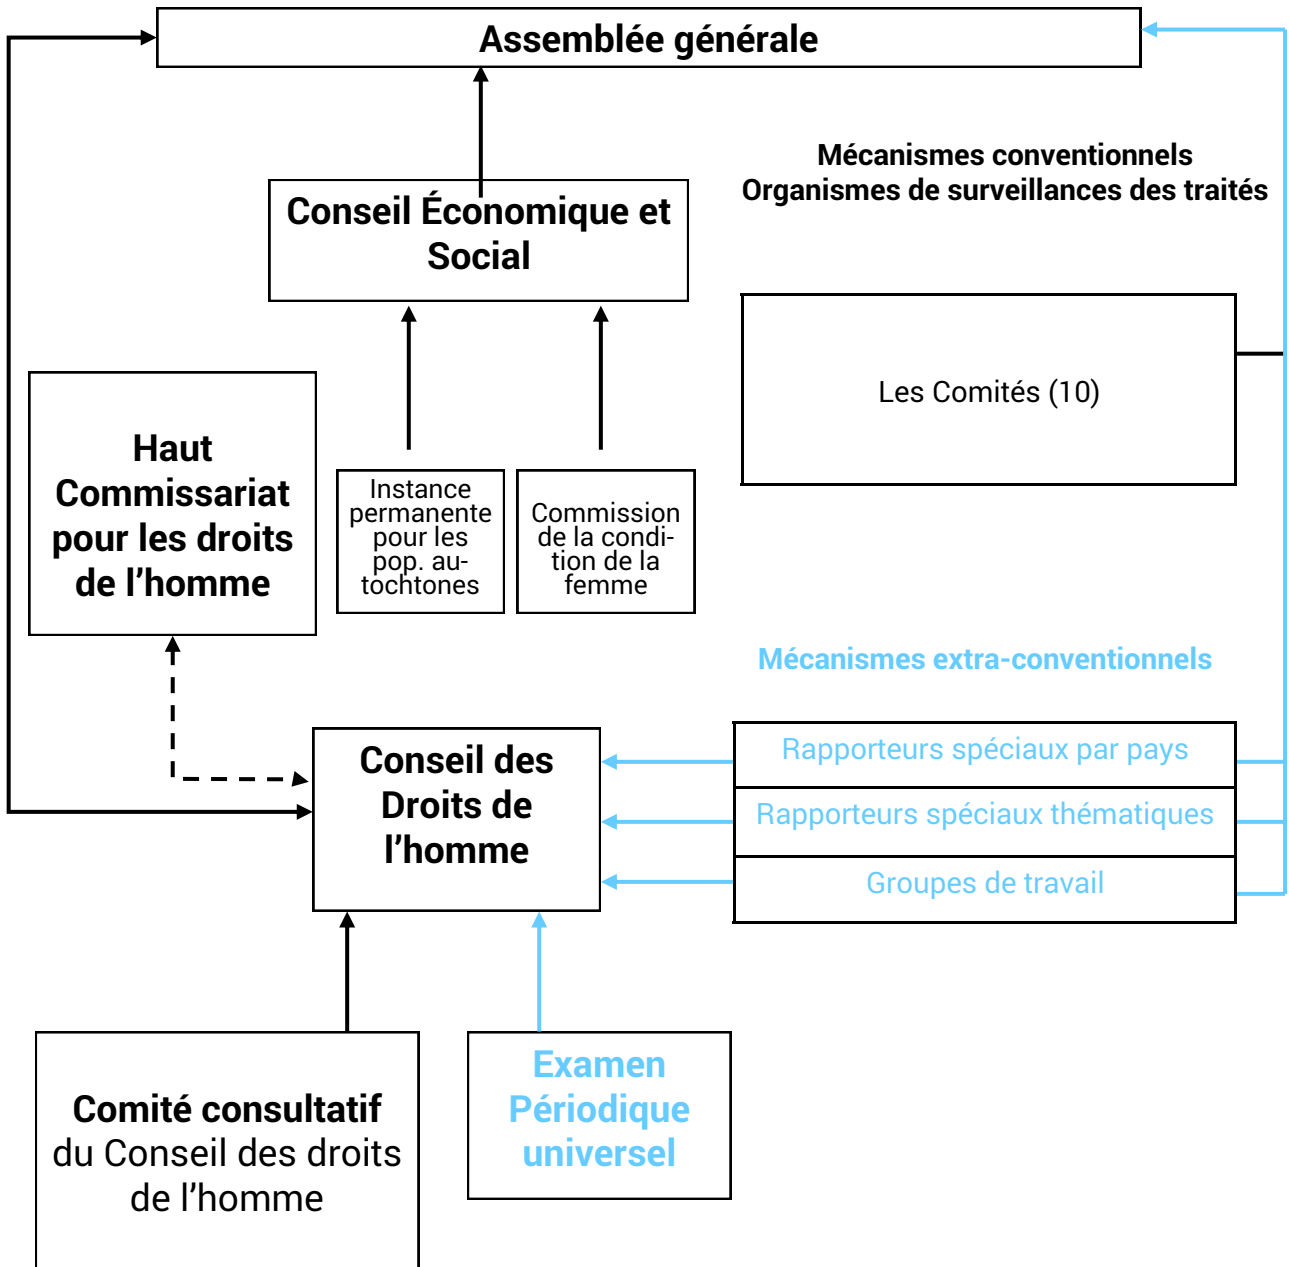 Assemblée générale
Mécanismes conventionnels
Organismes de surveillances des traités
Conseil Économique et
Social
Les Comités (10)
Haut
Commissariat
pour les droits
de l’homme
Instance
permanente
pour les
pop. au-
tochtones
Commission
de la condi-
tion de la
femme
Mécanismes extra-conventionnels
Conseil des
Droits de
l’homme
Rapporteurs spéciaux par pays
Rapporteurs spéciaux thématiques
Groupes de travail
Comité consultatif
du Conseil des droits
de l’homme
Examen
Périodique
universel